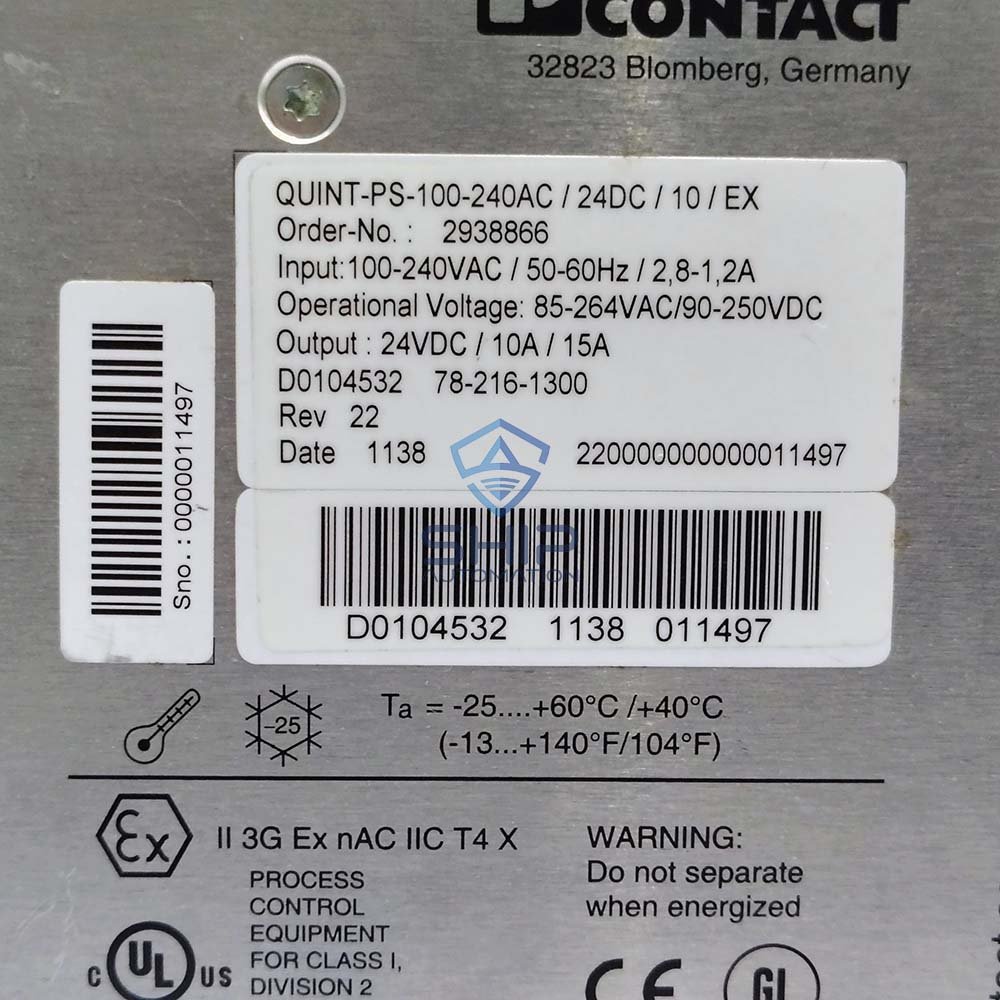 CONTACT
32823 Blomberg, Germany
QUINT-PS-100-240AC / 24DC / 10 / EX
Order-No. : 2938866
Input:100-240VAC / 50-60Hz / 2,8-1,2A
Operational Voltage: 85-264VAC/90-250VDC
Output : 24VDC / 10A / 15A
D0104532 78-216-1300
Rev 22
Date 1138 220000000000011497
Sno.: 0000011497
SHIP
AUTOMATION
D0104532 1138 011497
-25
Ta = -25....+60°C /+40°C
(-13...+140°F/104°F)
Ex
II 3G Ex nAC IIC T4 X
PROCESS
CONTROL
EQUIPMENT
FOR CLASS I,
DIVISION 2
C UL US
WARNING:
Do not separate
when energized
CE
GL